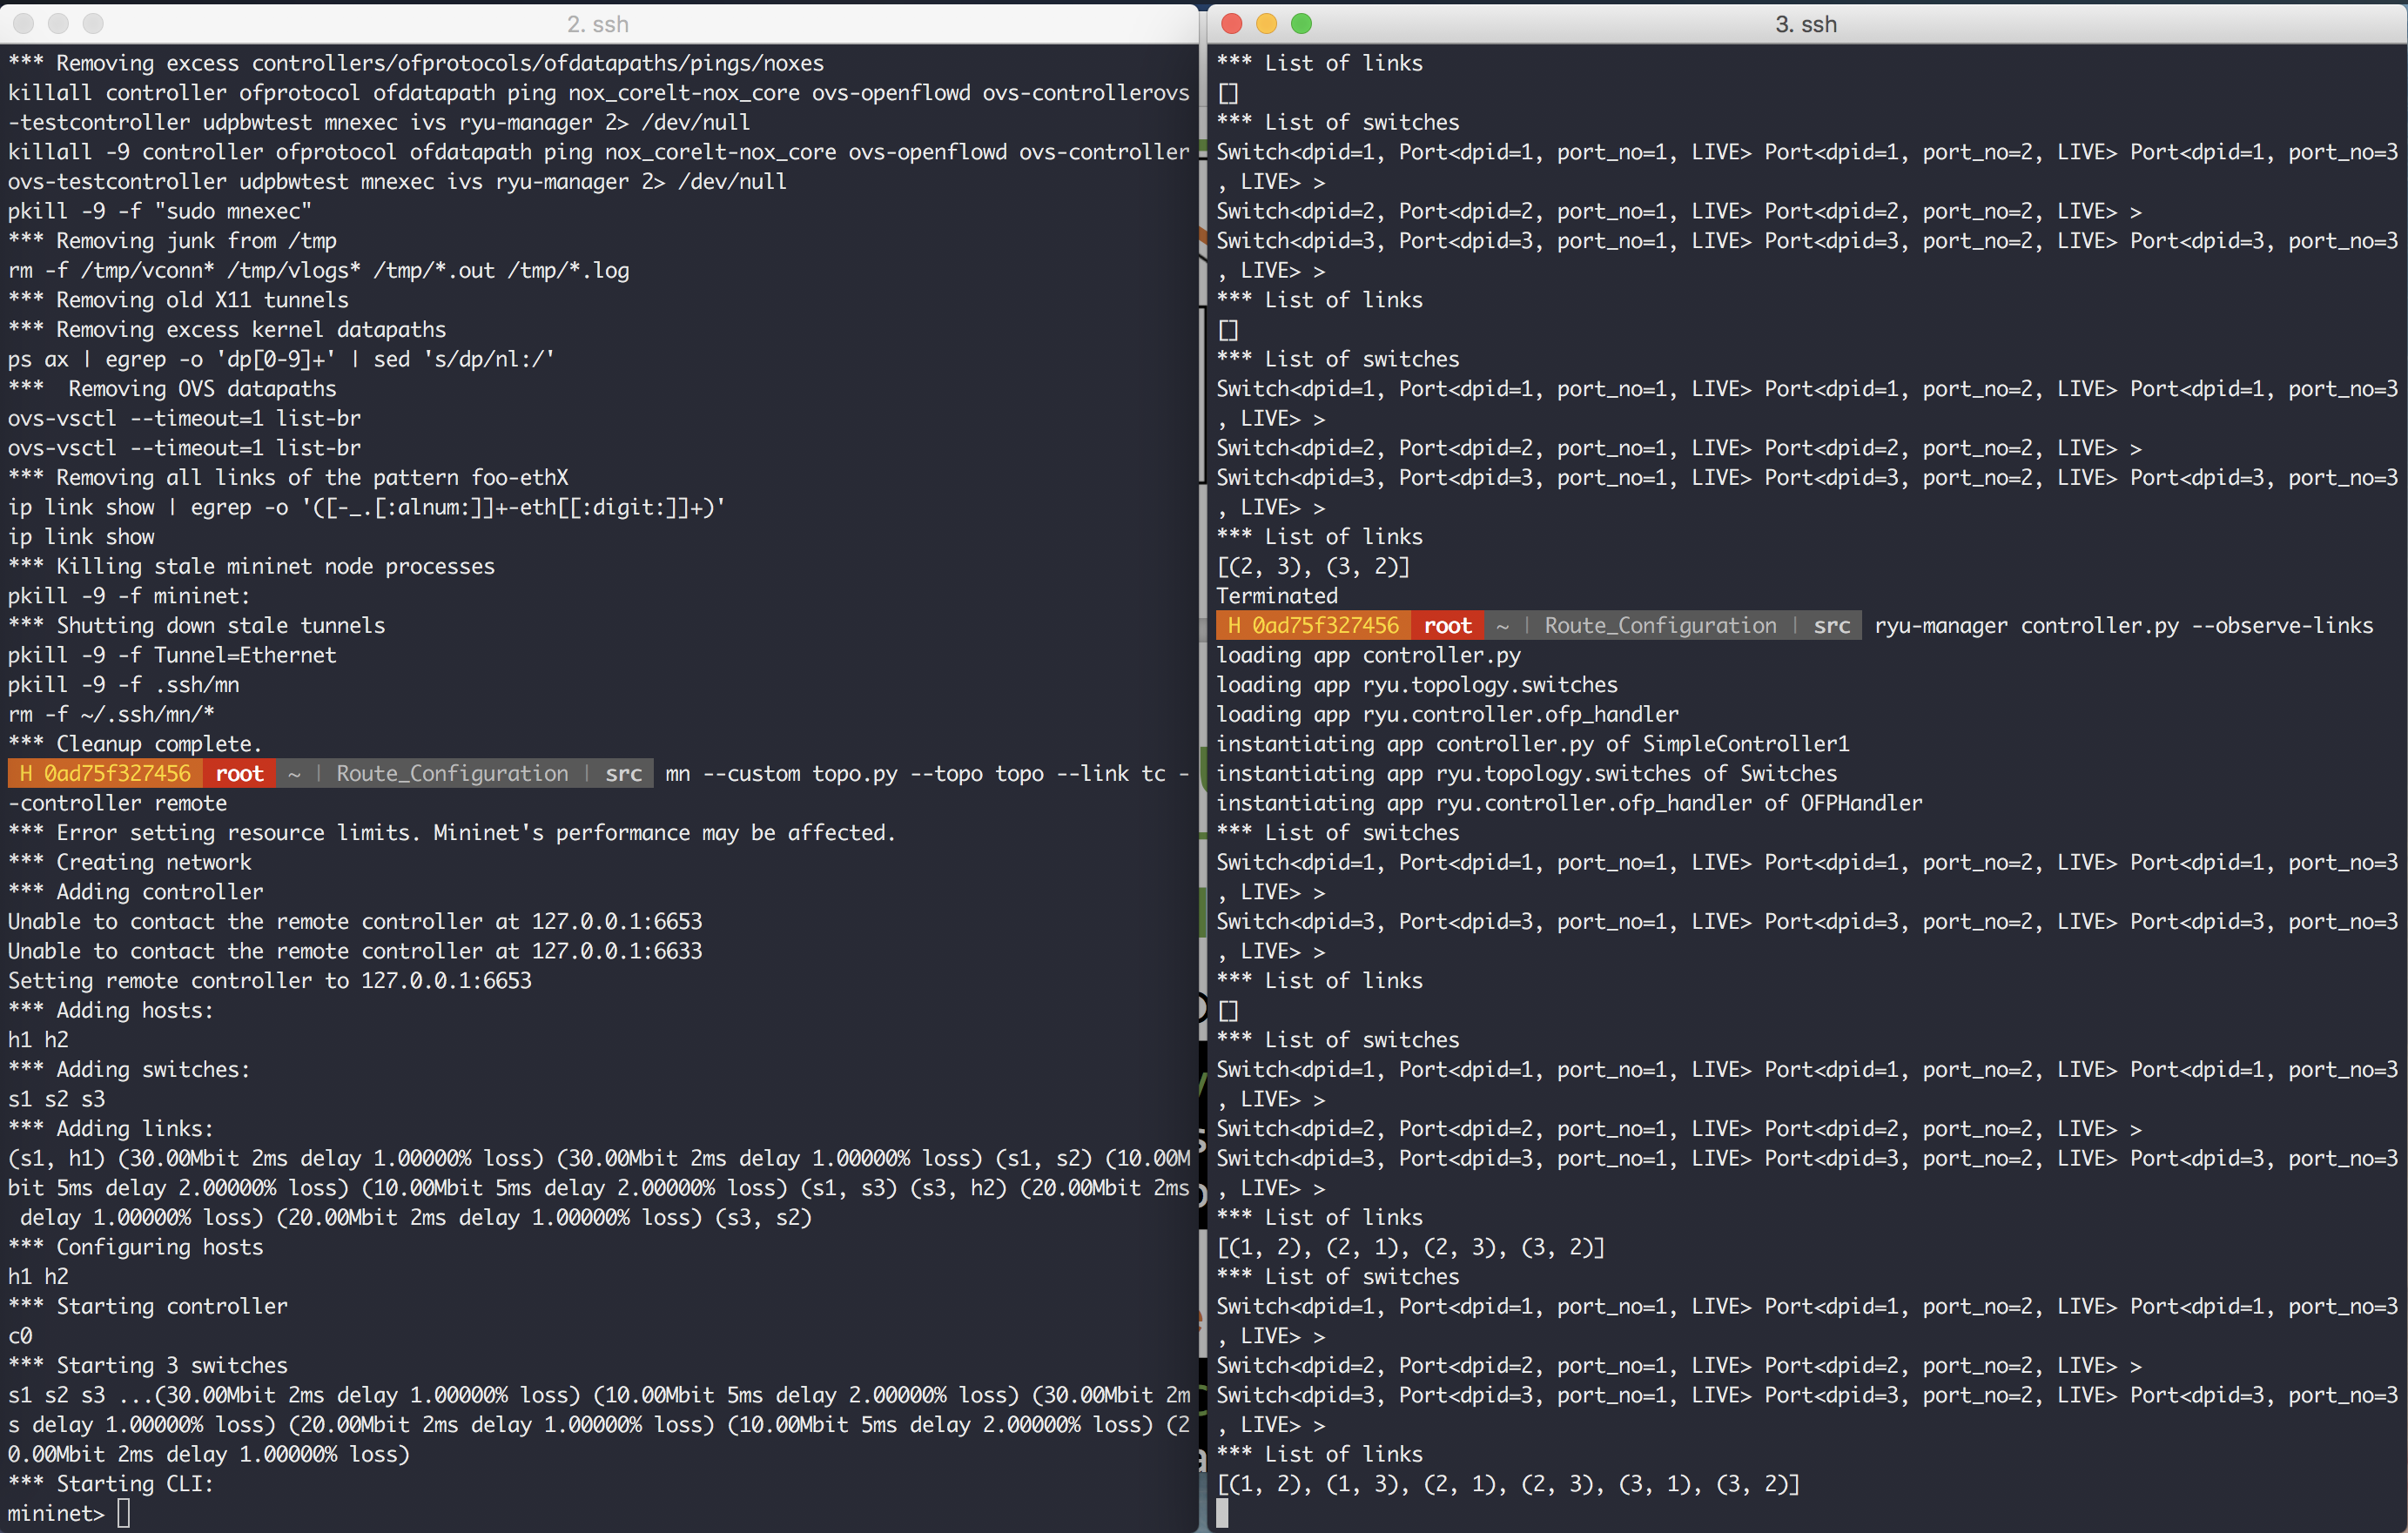 2. ssh
*** Removing excess controllers/ofprotocols/ofdatapaths/pings/noxes
killall controller ofprotocol ofdatapath ping nox_corelt-nox_core ovs-openflowd ovs-controllerovs
-testcontroller udpbwtest mnexec ivs ryu-manager 2> /dev/null
killall -9 controller ofprotocol ofdatapath ping nox_corelt-nox_core ovs-openflowd ovs-controller
ovs-testcontroller udpbwtest mnexec ivs ryu-manager 2> /dev/null
pkill -9 -f "sudo mnexec"
*** Removing junk from /tmp
rm -f /tmp/vconn* /tmp/vlogs* /tmp/*.out /tmp/*.log
*** Removing old X11 tunnels
*** Removing excess kernel datapaths
ps ax | egrep -o 'dp[0-9]+' | sed 's/dp/nl:/'
***  Removing OVS datapaths
ovs-vsctl --timeout=1 list-br
ovs-vsctl --timeout=1 list-br
*** Removing all links of the pattern foo-ethX
ip link show | egrep -o '([-_.[:alnum:]]+-eth[[:digit:]]+)'
ip link show
*** Killing stale mininet node processes
pkill -9 -f mininet:
*** Shutting down stale tunnels
pkill -9 -f Tunnel=Ethernet
pkill -9 -f .ssh/mn
rm -f ~/.ssh/mn/*
*** Cleanup complete.
H 0ad75f327456 root ~ | Route_Configuration | src mn --custom topo.py --topo topo --link tc -
-controller remote
*** Error setting resource limits. Mininet's performance may be affected.
*** Creating network
*** Adding controller
Unable to contact the remote controller at 127.0.0.1:6653
Unable to contact the remote controller at 127.0.0.1:6633
Setting remote controller to 127.0.0.1:6653
*** Adding hosts:
h1 h2
*** Adding switches:
s1 s2 s3
*** Adding links:
(s1, h1) (30.00Mbit 2ms delay 1.00000% loss) (30.00Mbit 2ms delay 1.00000% loss) (s1, s2) (10.00M
bit 5ms delay 2.00000% loss) (10.00Mbit 5ms delay 2.00000% loss) (s1, s3) (s3, h2) (20.00Mbit 2ms
 delay 1.00000% loss) (20.00Mbit 2ms delay 1.00000% loss) (s3, s2)
*** Configuring hosts
h1 h2
*** Starting controller
c0
*** Starting 3 switches
s1 s2 s3 ...(30.00Mbit 2ms delay 1.00000% loss) (10.00Mbit 5ms delay 2.00000% loss) (30.00Mbit 2m
s delay 1.00000% loss) (20.00Mbit 2ms delay 1.00000% loss) (10.00Mbit 5ms delay 2.00000% loss) (2
0.00Mbit 2ms delay 1.00000% loss)
*** Starting CLI:
mininet>
3. ssh
*** List of links
[]
*** List of switches
Switch<dpid=1, Port<dpid=1, port_no=1, LIVE> Port<dpid=1, port_no=2, LIVE> Port<dpid=1, port_no=3
, LIVE> >
Switch<dpid=2, Port<dpid=2, port_no=1, LIVE> Port<dpid=2, port_no=2, LIVE> >
Switch<dpid=3, Port<dpid=3, port_no=1, LIVE> Port<dpid=3, port_no=2, LIVE> Port<dpid=3, port_no=3
, LIVE> >
*** List of links
[]
*** List of switches
Switch<dpid=1, Port<dpid=1, port_no=1, LIVE> Port<dpid=1, port_no=2, LIVE> Port<dpid=1, port_no=3
, LIVE> >
Switch<dpid=2, Port<dpid=2, port_no=1, LIVE> Port<dpid=2, port_no=2, LIVE> >
Switch<dpid=3, Port<dpid=3, port_no=1, LIVE> Port<dpid=3, port_no=2, LIVE> Port<dpid=3, port_no=3
, LIVE> >
*** List of links
[(2, 3), (3, 2)]
Terminated
H 0ad75f327456 root ~ | Route_Configuration | src ryu-manager controller.py --observe-links
loading app controller.py
loading app ryu.topology.switches
loading app ryu.controller.ofp_handler
instantiating app controller.py of SimpleController1
instantiating app ryu.topology.switches of Switches
instantiating app ryu.controller.ofp_handler of OFPHandler
*** List of switches
Switch<dpid=1, Port<dpid=1, port_no=1, LIVE> Port<dpid=1, port_no=2, LIVE> Port<dpid=1, port_no=3
, LIVE> >
Switch<dpid=3, Port<dpid=3, port_no=1, LIVE> Port<dpid=3, port_no=2, LIVE> Port<dpid=3, port_no=3
, LIVE> >
*** List of links
[]
*** List of switches
Switch<dpid=1, Port<dpid=1, port_no=1, LIVE> Port<dpid=1, port_no=2, LIVE> Port<dpid=1, port_no=3
, LIVE> >
Switch<dpid=2, Port<dpid=2, port_no=1, LIVE> Port<dpid=2, port_no=2, LIVE> >
Switch<dpid=3, Port<dpid=3, port_no=1, LIVE> Port<dpid=3, port_no=2, LIVE> Port<dpid=3, port_no=3
, LIVE> >
*** List of links
[(1, 2), (2, 1), (2, 3), (3, 2)]
*** List of switches
Switch<dpid=1, Port<dpid=1, port_no=1, LIVE> Port<dpid=1, port_no=2, LIVE> Port<dpid=1, port_no=3
, LIVE> >
Switch<dpid=2, Port<dpid=2, port_no=1, LIVE> Port<dpid=2, port_no=2, LIVE> >
Switch<dpid=3, Port<dpid=3, port_no=1, LIVE> Port<dpid=3, port_no=2, LIVE> Port<dpid=3, port_no=3
, LIVE> >
*** List of links
[(1, 2), (1, 3), (2, 1), (2, 3), (3, 1), (3, 2)]